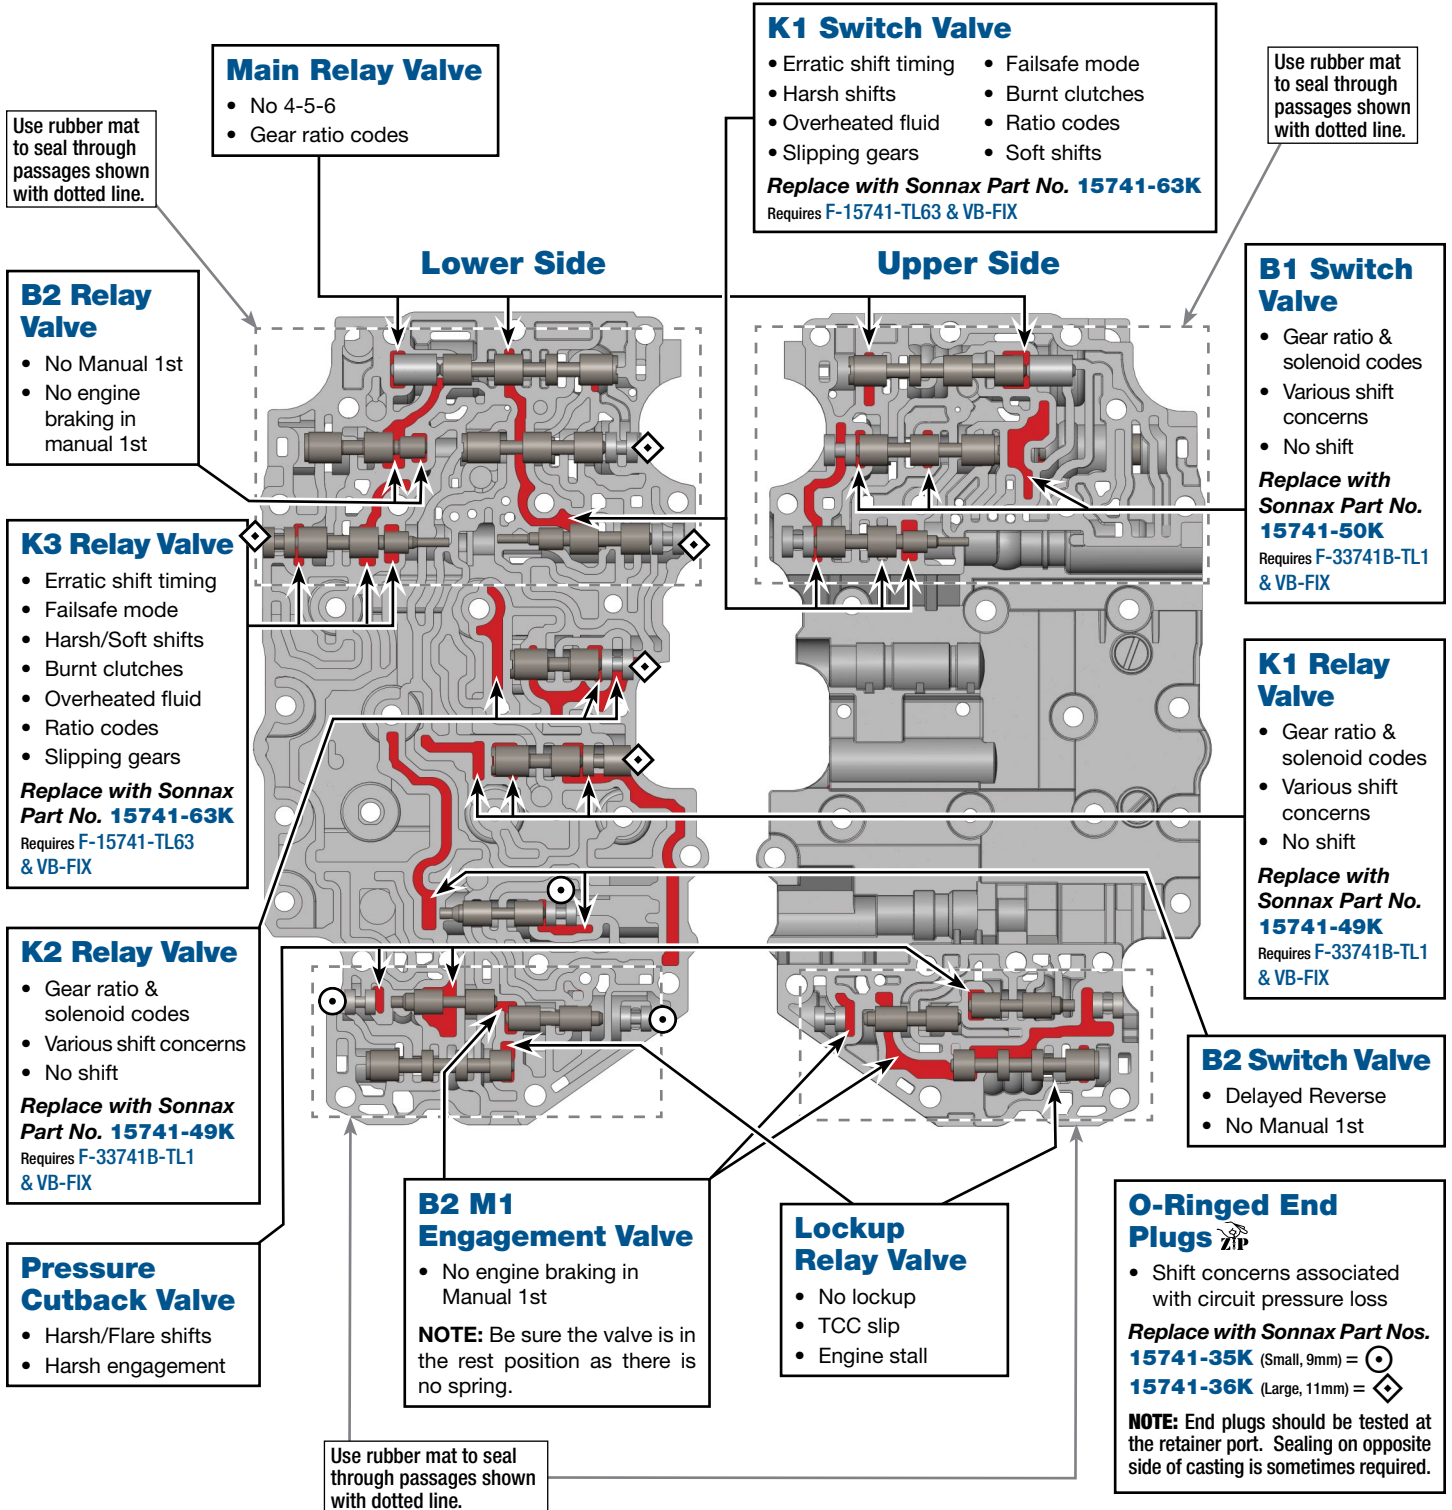 Use rubber mat
to seal through
passages shown
with dotted line.
Main Relay Valve
• No 4-5-6
• Gear ratio codes
K1 Switch Valve
• Erratic shift timing
• Harsh shifts
• Overheated fluid
• Slipping gears
• Failsafe mode
• Burnt clutches
• Ratio codes
• Soft shifts
Replace with Sonnax Part No. 15741-63K
Requires F-15741-TL63 & VB-FIX
Use rubber mat
to seal through
passages shown
with dotted line.
Lower Side
Upper Side
B2 Relay
Valve
• No Manual 1st
• No engine
braking in
manual 1st
B1 Switch
Valve
• Gear ratio &
solenoid codes
• Various shift
concerns
• No shift
Replace with
Sonnax Part No.
15741-50K
Requires F-33741B-TL1
& VB-FIX
K3 Relay Valve
• Erratic shift timing
• Failsafe mode
• Harsh/Soft shifts
• Burnt clutches
• Overheated fluid
• Ratio codes
• Slipping gears
Replace with Sonnax
Part No. 15741-63K
Requires F-15741-TL63
& VB-FIX
K1 Relay
Valve
• Gear ratio &
solenoid codes
• Various shift
concerns
• No shift
Replace with
Sonnax Part No.
15741-49K
Requires F-33741B-TL1
& VB-FIX
K2 Relay Valve
• Gear ratio &
solenoid codes
• Various shift concerns
• No shift
Replace with Sonnax
Part No. 15741-49K
Requires F-33741B-TL1
& VB-FIX
B2 Switch Valve
• Delayed Reverse
• No Manual 1st
Pressure
Cutback Valve
• Harsh/Flare shifts
• Harsh engagement
B2 M1
Engagement Valve
• No engine braking in
Manual 1st
NOTE: Be sure the valve is in
the rest position as there is
no spring.
Lockup
Relay Valve
• No lockup
• TCC slip
• Engine stall
O-Ringed End
Plugs ZIP
• Shift concerns associated
with circuit pressure loss
Replace with Sonnax Part Nos.
15741-35K (Small, 9mm) =
15741-36K (Large, 11mm) =
NOTE: End plugs should be tested at
the retainer port. Sealing on opposite
side of casting is sometimes required.
Use rubber mat to seal
through passages shown
with dotted line.